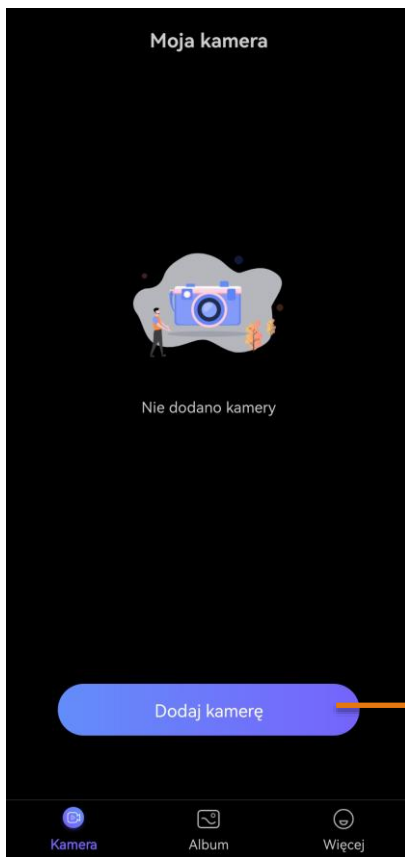 Moja kamera
Nie dodano kamery
Dodaj kamerę
Kamera
Album
Więcej